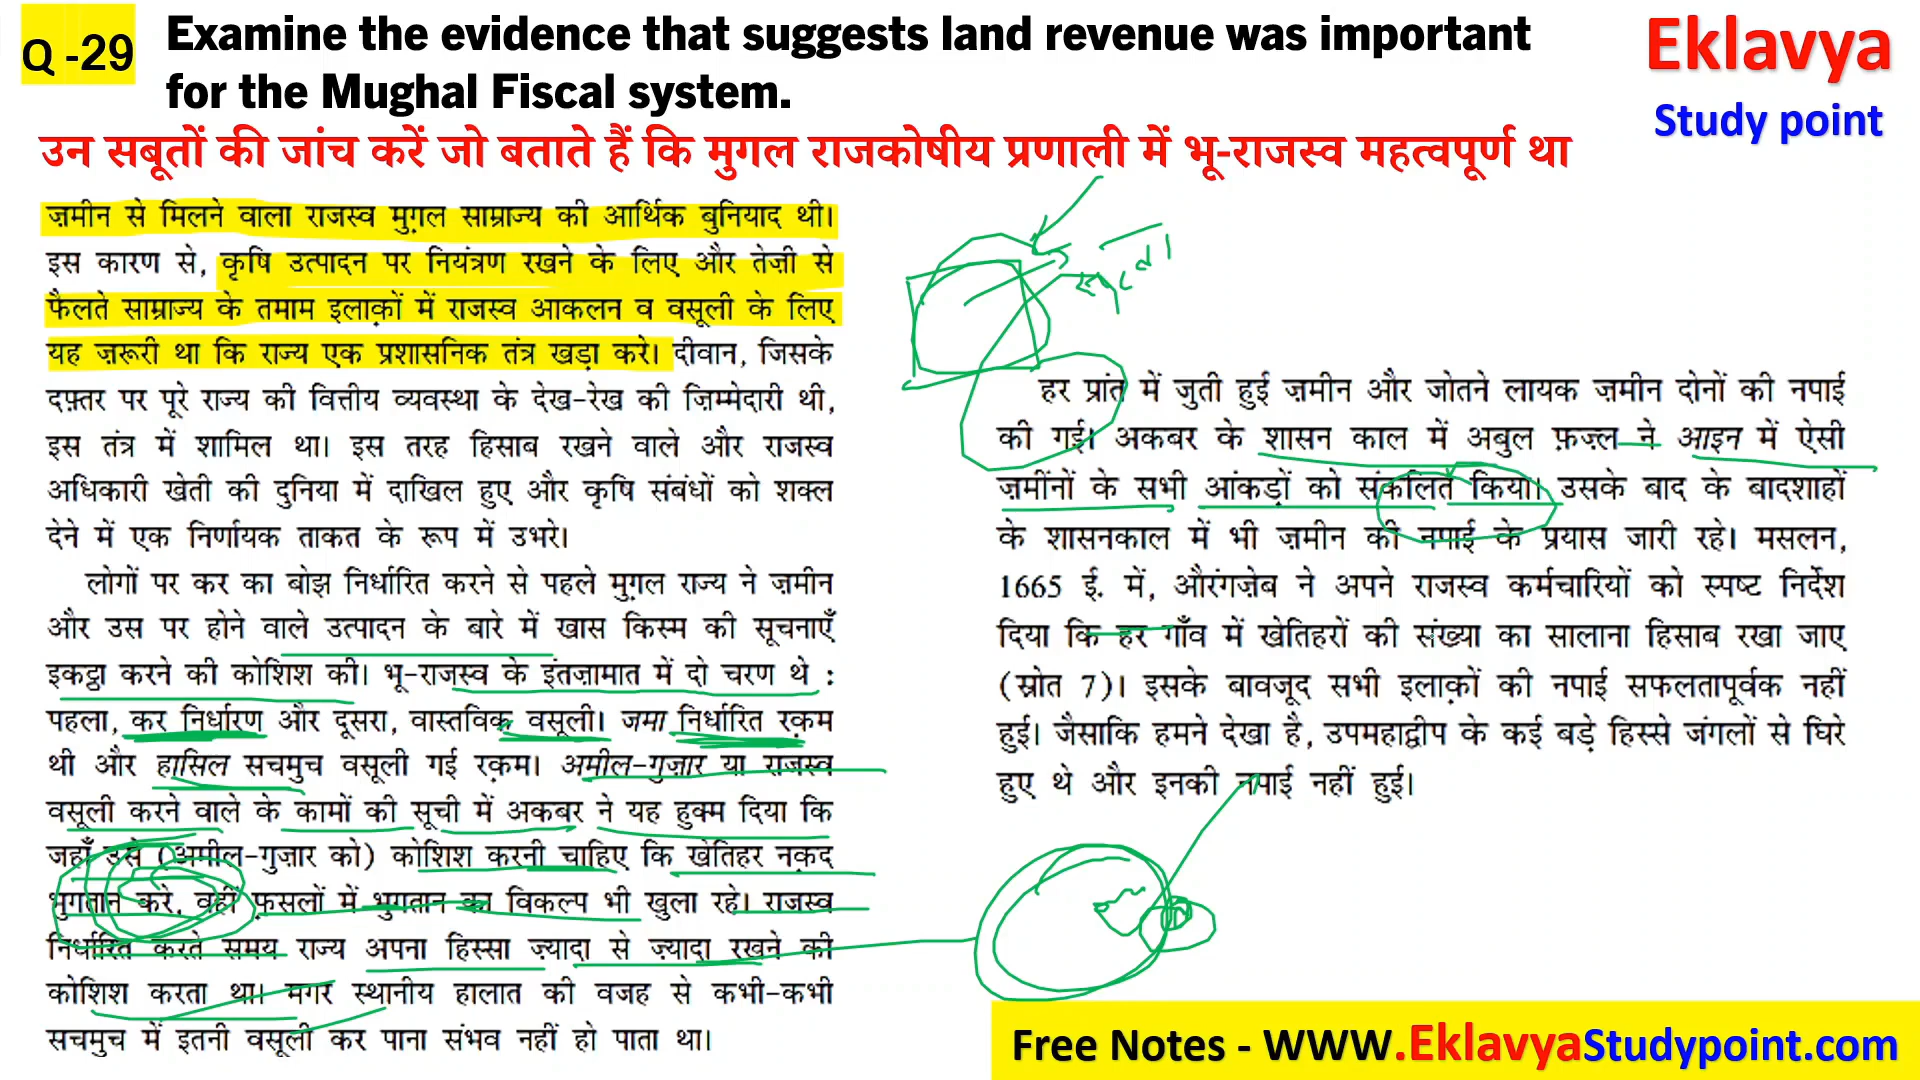 Q -29
Examine the evidence that suggests land revenue was important
for the Mughal Fiscal system.
Eklavya
Study point
उन सबूतों की जांच करें जो बताते हैं कि मुगल राजकोषीय प्रणाली में भू-राजस्व महत्वपूर्ण था
ज़मीन से मिलने वाला राजस्व मुग़ल साम्राज्य की आर्थिक बुनियाद थी।
इस कारण से, कृषि उत्पादन पर नियंत्रण रखने के लिए और तेज़ी से
फैलते साम्राज्य के तमाम इलाक़ों में राजस्व आकलन व वसूली के लिए
यह ज़रूरी था कि राज्य एक प्रशासनिक तंत्र खड़ा करे। दीवान, जिसके
दफ़्तर पर पूरे राज्य की वित्तीय व्यवस्था के देख-रेख की ज़िम्मेदारी थी,
इस तंत्र में शामिल था। इस तरह हिसाब रखने वाले और राजस्व
अधिकारी खेती की दुनिया में दाखिल हुए और कृषि संबंधों को शक्ल
देने में एक निर्णायक ताकत के रूप में उभरे।
लोगों पर कर का बोझ निर्धारित करने से पहले मुग़ल राज्य ने ज़मीन
और उस पर होने वाले उत्पादन के बारे में खास किस्म की सूचनाएँ
इकट्ठा करने की कोशिश की। भू-राजस्व के इंतज़ामात में दो चरण थे :
पहला, कर निर्धारण और दूसरा, वास्तविक वसूली। जमा निर्धारित रक़म
थी और हासिल सचमुच वसूली गई रक़म। अमील-गुज़ार या राजस्व
वसूली करने वाले के कामों की सूची में अकबर ने यह हुक्म दिया कि
जहाँ उसे (अमील-गुज़ार को) कोशिश करनी चाहिए कि खेतिहर नक़द
भुगतान करे, वहीं फ़सलों में भुगतान का विकल्प भी खुला रहे। राजस्व
निर्धारित करते समय राज्य अपना हिस्सा ज़्यादा से ज़्यादा रखने की
कोशिश करता था। मगर स्थानीय हालात की वजह से कभी-कभी
सचमुच में इतनी वसूली कर पाना संभव नहीं हो पाता था।
हर प्रांत में जुती हुई ज़मीन और जोतने लायक ज़मीन दोनों की नपाई
की गई। अकबर के शासन काल में अबुल फ़ज़्ल ने आइन में ऐसी
ज़मीनों के सभी आंकड़ों को संकलित किया। उसके बाद के बादशाहों
के शासनकाल में भी ज़मीन की नपाई के प्रयास जारी रहे। मसलन,
1665 ई. में, औरंगज़ेब ने अपने राजस्व कर्मचारियों को स्पष्ट निर्देश
दिया कि हर गाँव में खेतिहरों की संख्या का सालाना हिसाब रखा जाए
(स्रोत 7)। इसके बावजूद सभी इलाक़ों की नपाई सफलतापूर्वक नहीं
हुई। जैसाकि हमने देखा है, उपमहाद्वीप के कई बड़े हिस्से जंगलों से घिरे
हुए थे और इनकी नपाई नहीं हुई।
Free Notes - WWW.EklavyaStudypoint.com